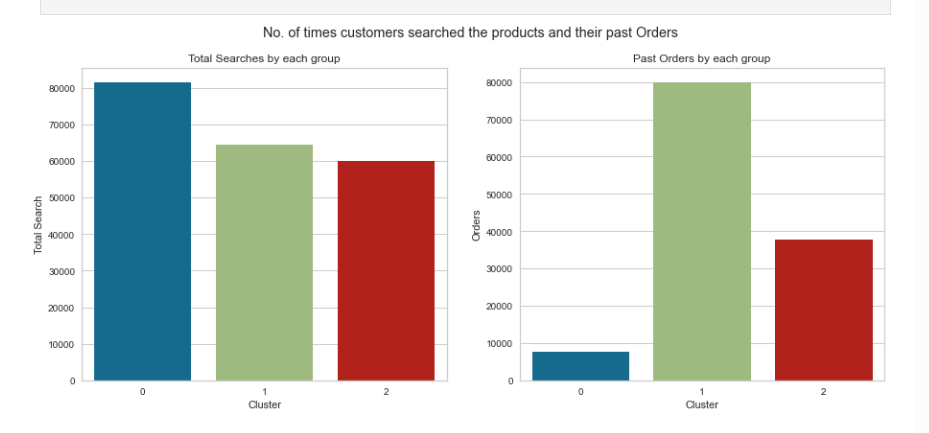 No. of times customers searched the products and their past Orders
Total Searches by each group
80000
70000
60000
50000
40000
30000
20000
10000
0
Total Search
0 1 2
Cluster
Past Orders by each group
80000
70000
60000
50000
40000
30000
20000
10000
0
Orders
0 1 2
Cluster